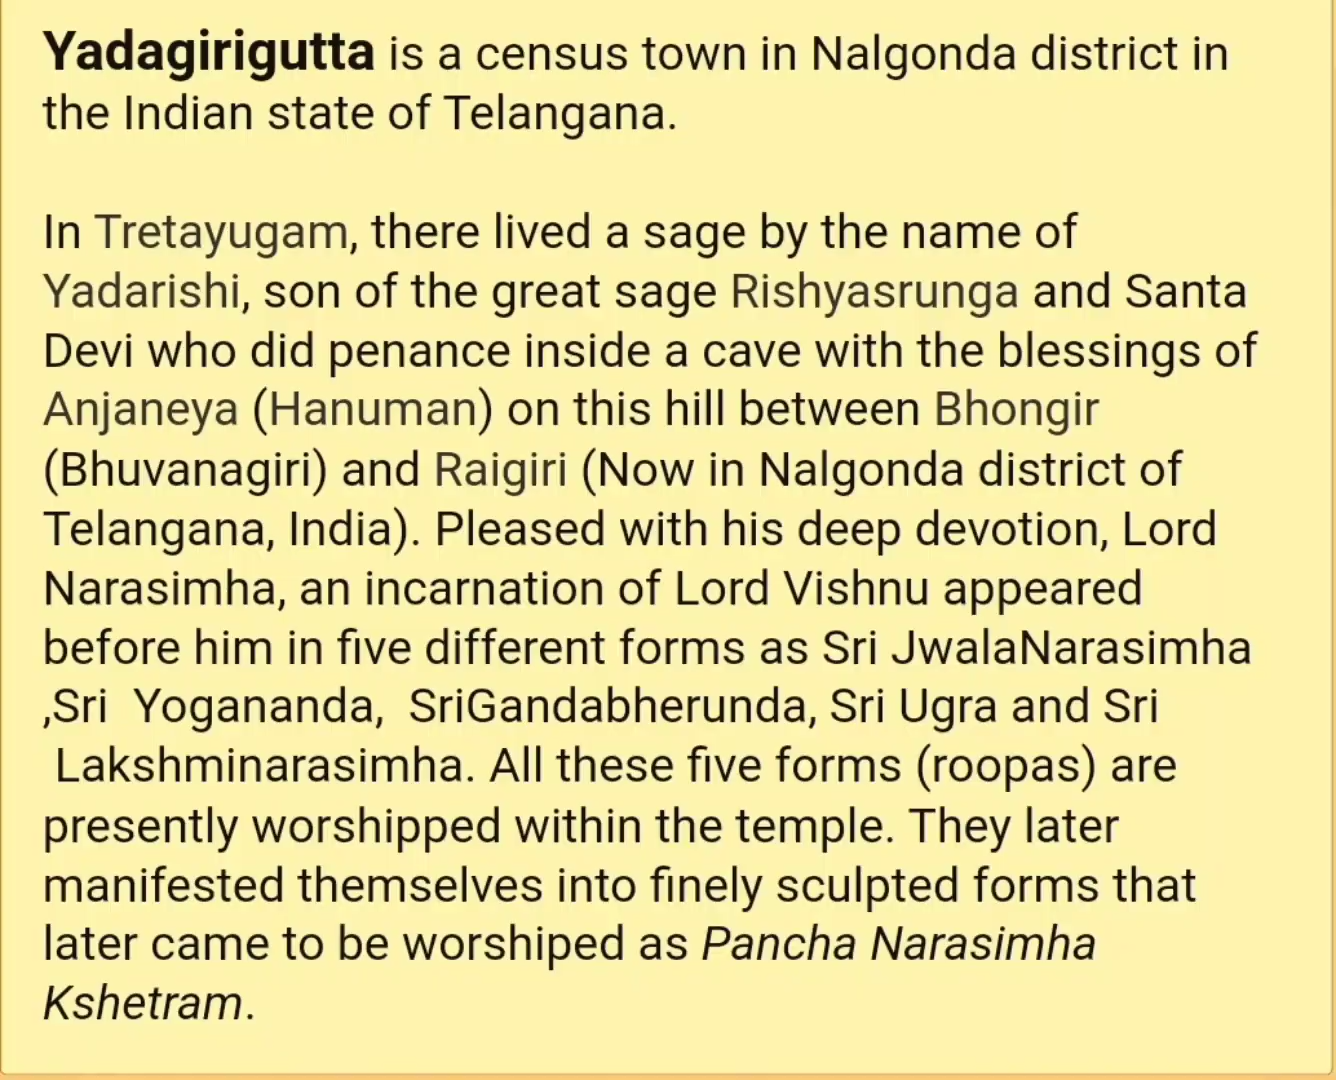 Yadagirigutta is a census town in Nalgonda district in
the Indian state of Telangana.
In Tretayugam, there lived a sage by the name of
Yadarishi, son of the great sage Rishyasrunga and Santa
Devi who did penance inside a cave with the blessings of
Anjaneya (Hanuman) on this hill between Bhongir
(Bhuvanagiri) and Raigiri (Now in Nalgonda district of
Telangana, India). Pleased with his deep devotion, Lord
Narasimha, an incarnation of Lord Vishnu appeared
before him in five different forms as Sri JwalaNarasimha
,Sri  Yogananda,  SriGandabherunda, Sri Ugra and Sri
Lakshminarasimha. All these five forms (roopas) are
presently worshipped within the temple. They later
manifested themselves into finely sculpted forms that
later came to be worshiped as Pancha Narasimha
Kshetram.